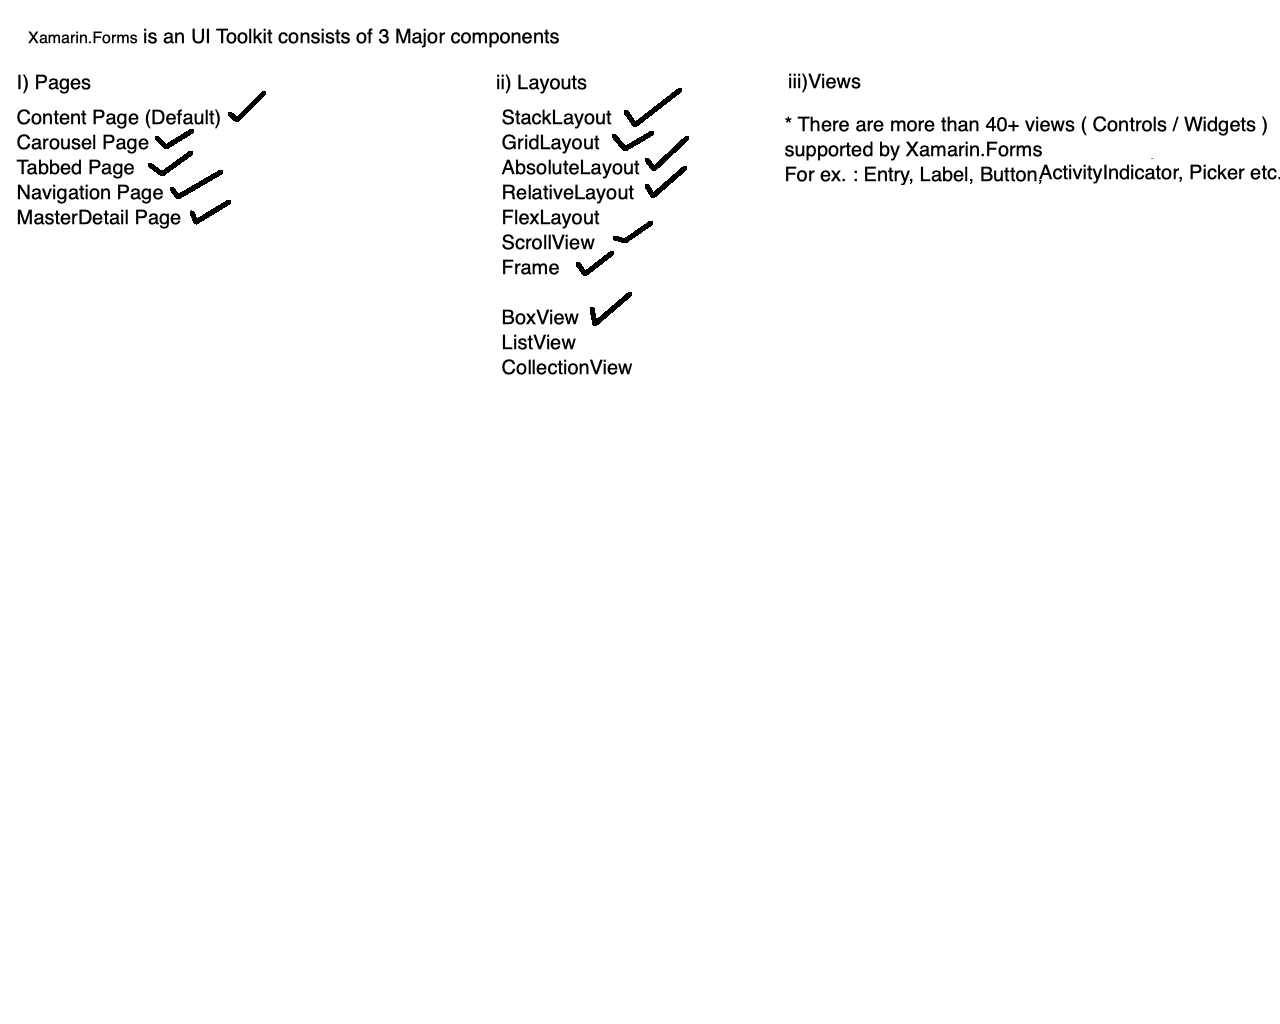 Xamarin.Forms is an UI Toolkit consists of 3 Major components
I) Pages
Content Page (Default)
Carousel Page
Tabbed Page
Navigation Page
MasterDetail Page
ii) Layouts
StackLayout
GridLayout
AbsoluteLayout
RelativeLayout
FlexLayout
ScrollView
Frame
BoxView
ListView
CollectionView
iii)Views
* There are more than 40+ views ( Controls / Widgets )
supported by Xamarin.Forms
For ex. : Entry, Label, Button,ActivityIndicator, Picker etc.